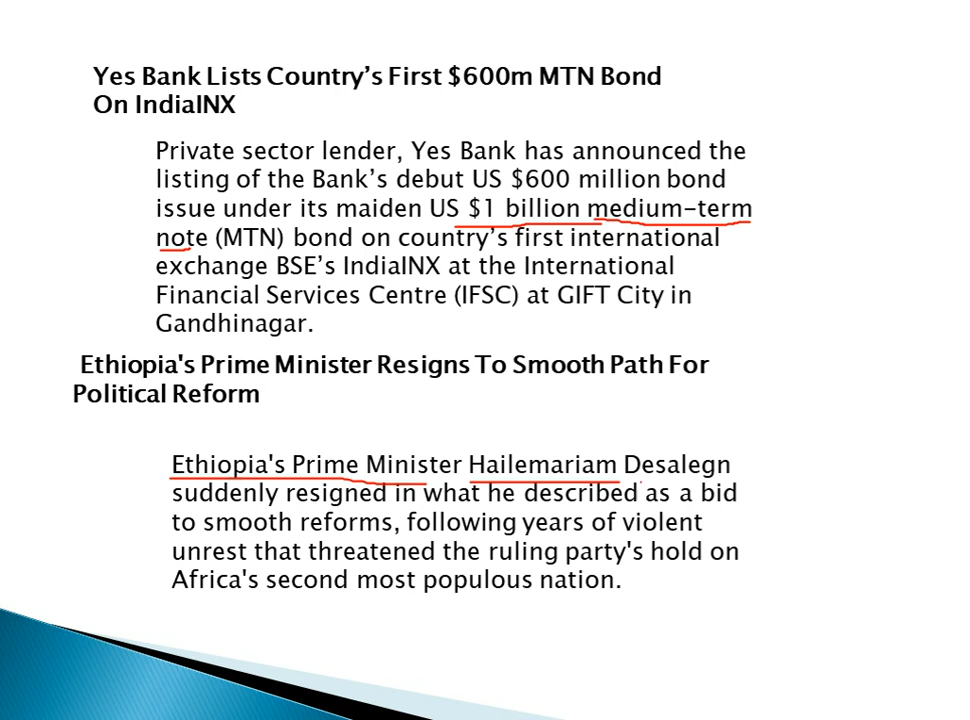 Yes Bank Lists Country’s First $600m MTN Bond
On IndiaINX
Private sector lender, Yes Bank has announced the
listing of the Bank’s debut US $600 million bond
issue under its maiden US $1 billion medium-term
note (MTN) bond on country’s first international
exchange BSE’s IndiaINX at the International
Financial Services Centre (IFSC) at GIFT City in
Gandhinagar.
Ethiopia's Prime Minister Resigns To Smooth Path For
Political Reform
Ethiopia's Prime Minister Hailemariam Desalegn
suddenly resigned in what he described as a bid
to smooth reforms, following years of violent
unrest that threatened the ruling party's hold on
Africa's second most populous nation.